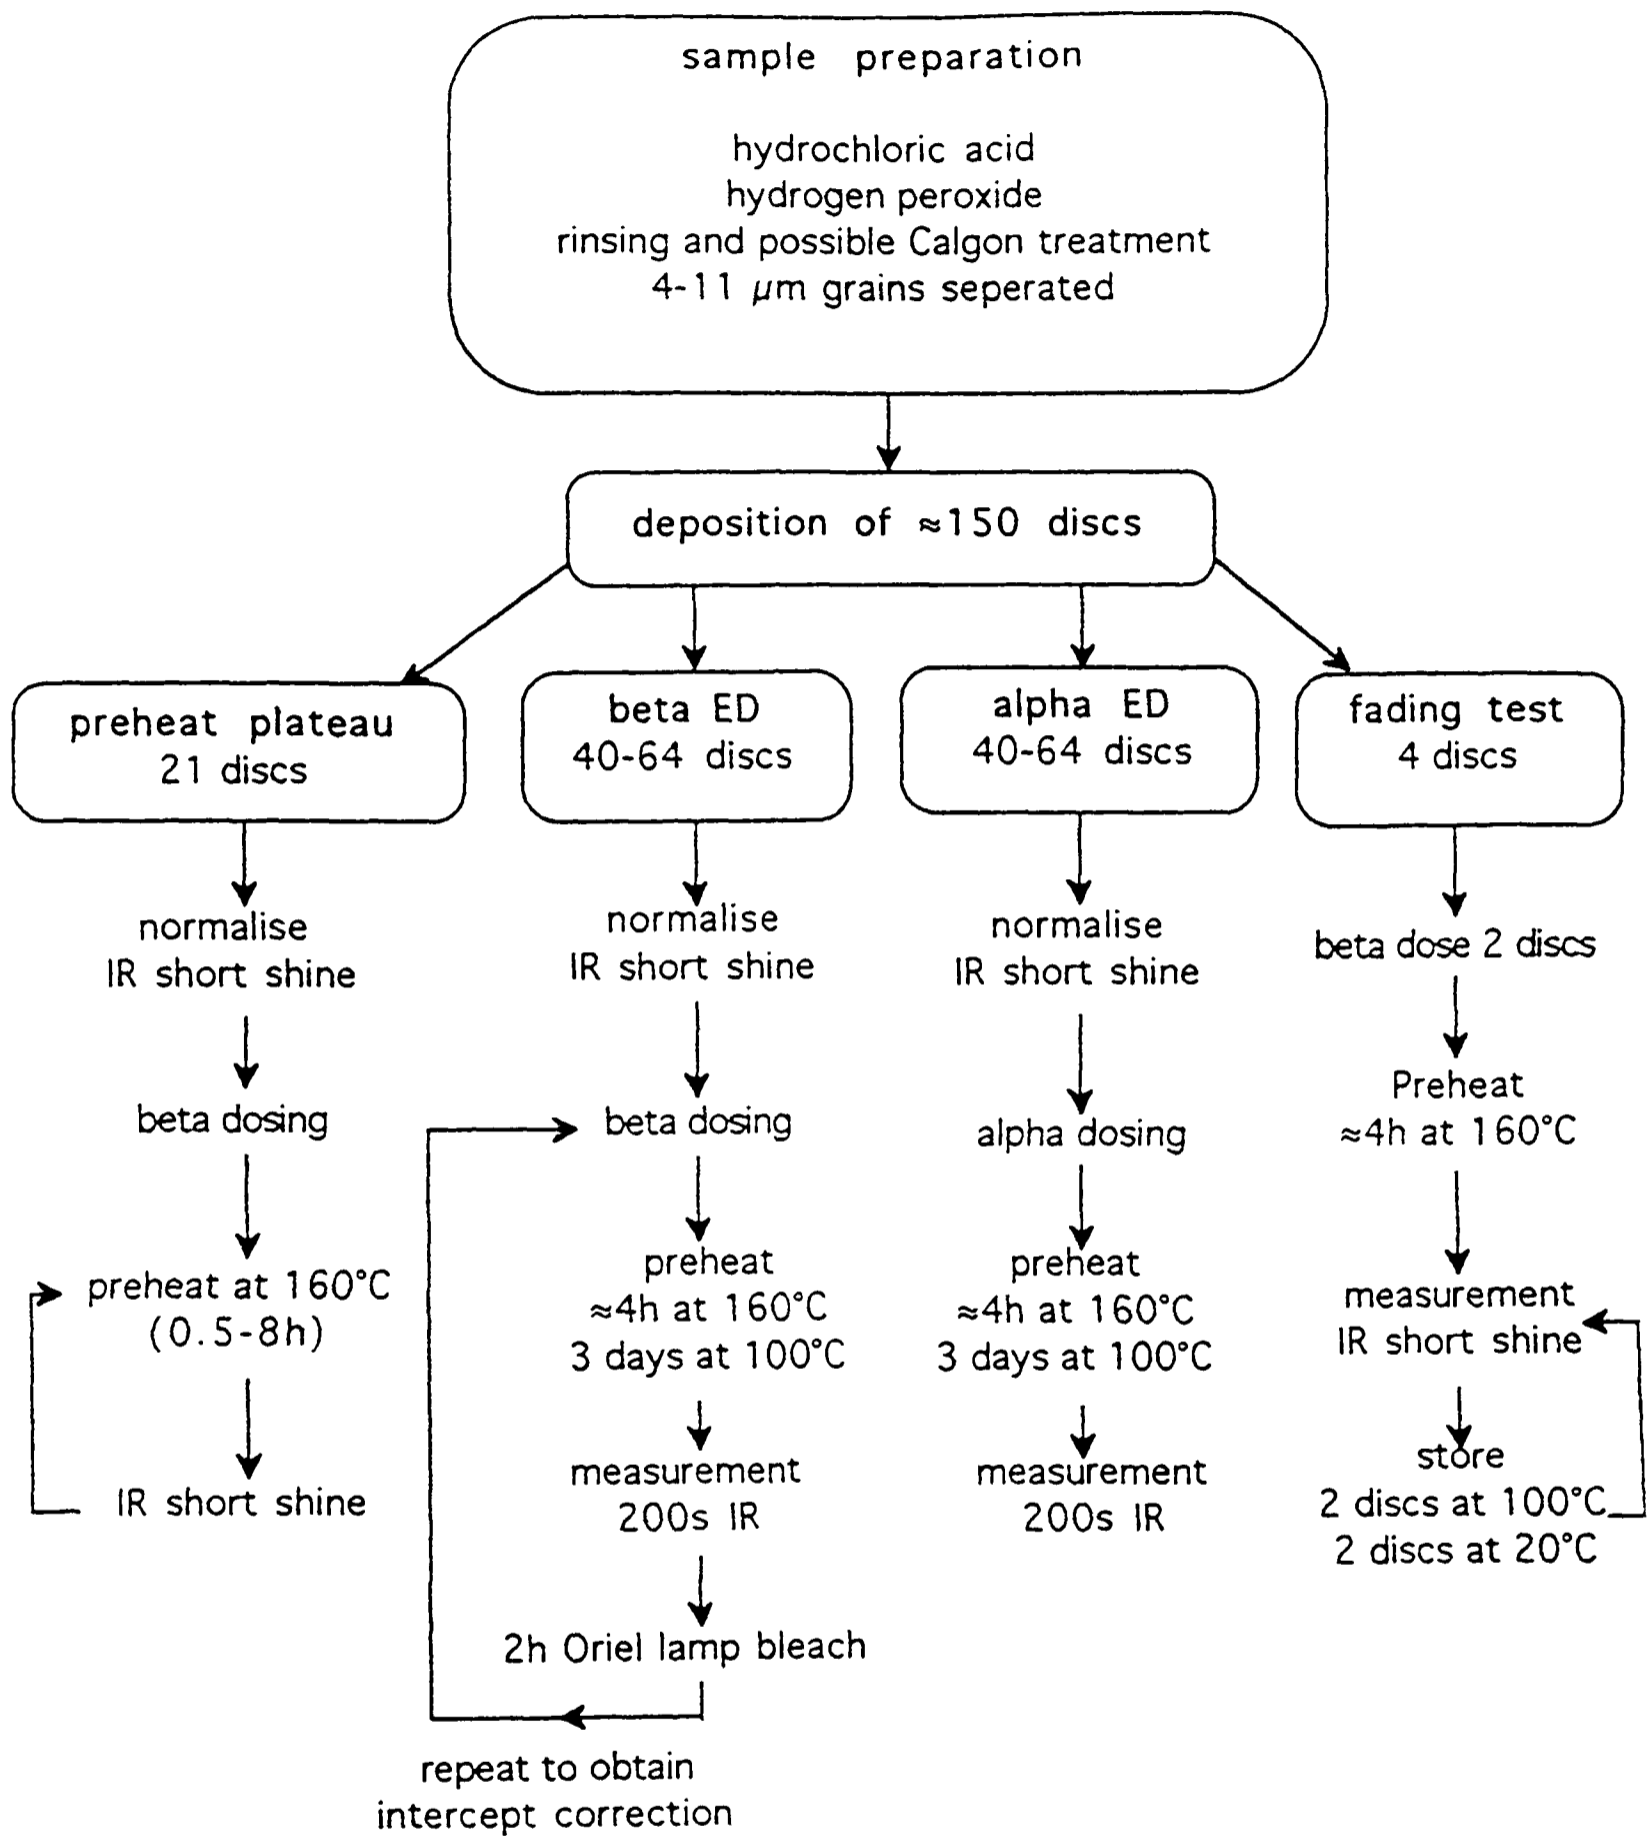 sample preparation
hydrochloric acid
hydrogen peroxide
rinsing and possible Calgon treatment
4-11 µm grains seperated
deposition of ≈150 discs
preheat plateau
21 discs
normalise
IR short shine
beta dosing
preheat at 160°C
(0.5-8h)
IR short shine
beta ED
40-64 discs
normalise
IR short shine
beta dosing
preheat
≈4h at 160°C
3 days at 100°C
measurement
200s IR
2h Oriel lamp bleach
repeat to obtain
intercept correction
alpha ED
40-64 discs
normalise
IR short shine
alpha dosing
preheat
≈4h at 160°C
3 days at 100°C
measurement
200s IR
fading test
4 discs
beta dose 2 discs
Preheat
≈4h at 160°C
measurement
IR short shine
store
2 discs at 100°C
2 discs at 20°C